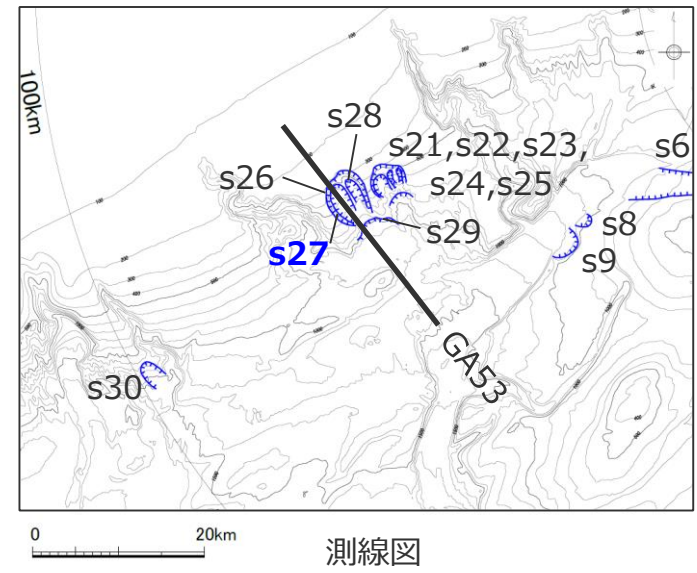 100km
s28
s21,s22,s23,
s24,s25
s26
s6
s27
s29
s8
s9
GA53
s30
0 20km
測線図